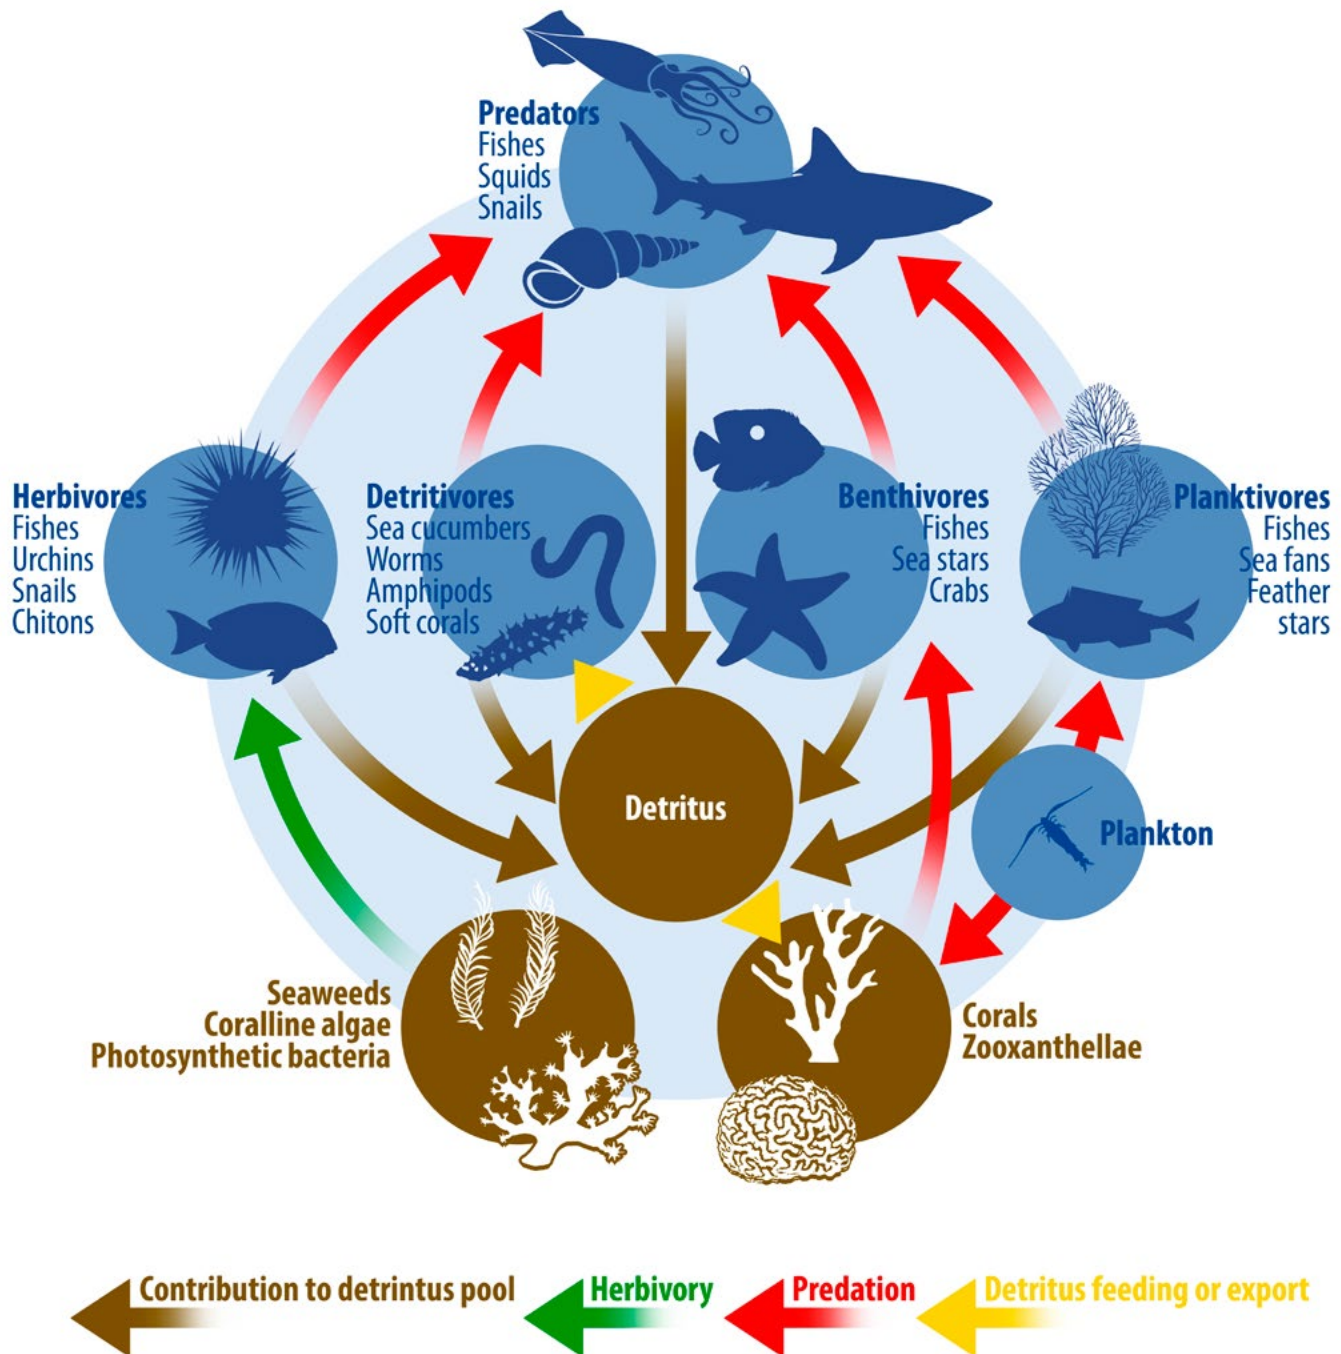 Predators
Fishes
Squids
Snails
Herbivores
Fishes
Urchins
Snails
Chitons
Detritivores
Sea cucumbers
Worms
Amphipods
Soft corals
Benthivores
Fishes
Sea stars
Crabs
Planktivores
Fishes
Sea fans
Feather
stars
Detritus
Plankton
Seaweeds
Coralline algae
Photosynthetic bacteria
Corals
Zooxanthellae
Contribution to detrintus pool
Herbivory
Predation
Detritus feeding or export